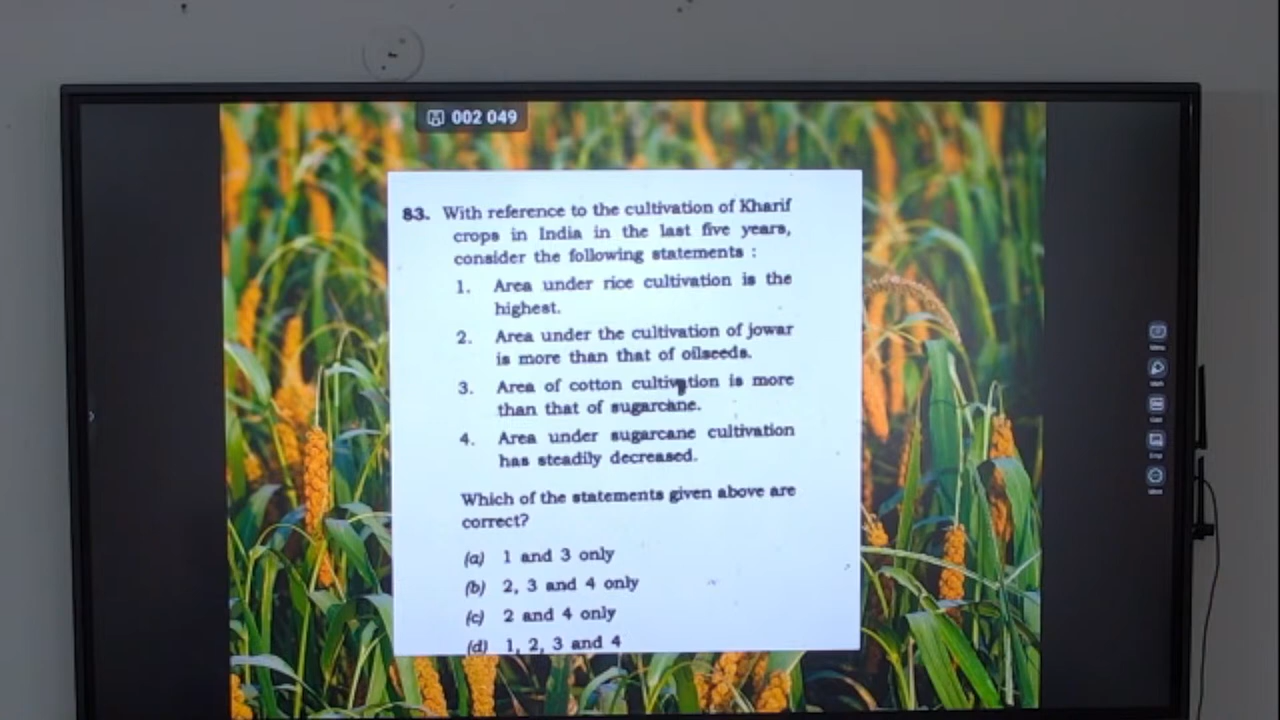 002 049
83. With reference to the cultivation of Kharif
crops in India in the last five years,
consider the following statements :
1. Area under rice cultivation is the
highest.
2. Area under the cultivation of jowar
is more than that of oilseeds.
3. Area of cotton cultivation is more
than that of sugarcane.
4. Area under sugarcane cultivation
has steadily decreased.
Which of the statements given above are
correct?
(a) 1 and 3 only
(b) 2, 3 and 4 only
(c) 2 and 4 only
(d) 1, 2, 3 and 4